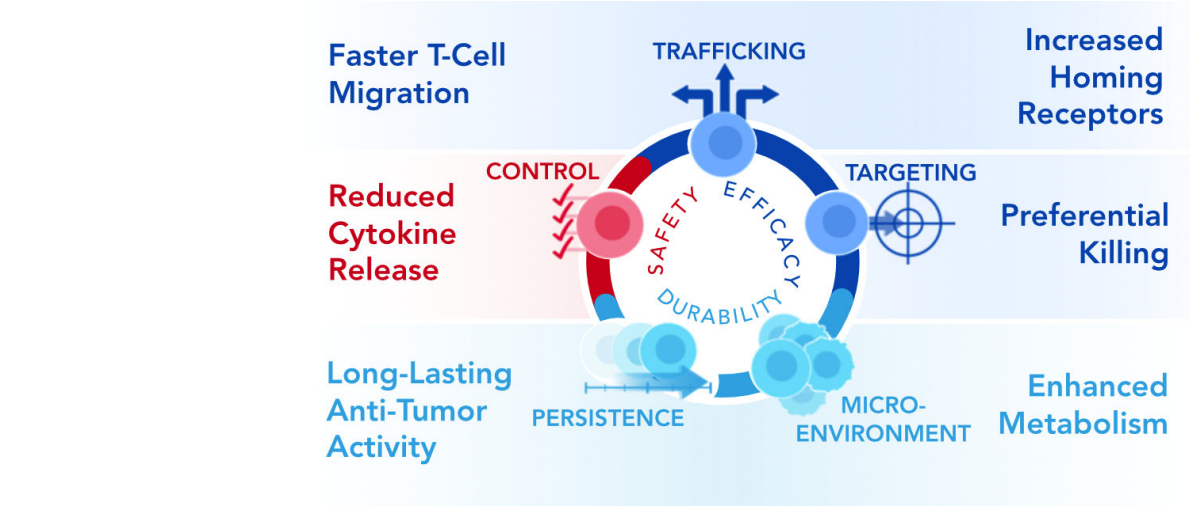 Faster T-Cell
Migration
TRAFFICKING
Increased
Homing
Receptors
CONTROL
TARGETING
Reduced
Cytokine
Release
SAFETY
EFFICACY
DURABILITY
Preferential
Killing
Long-Lasting
Anti-Tumor
Activity
PERSISTENCE
MICRO-
ENVIRONMENT
Enhanced
Metabolism